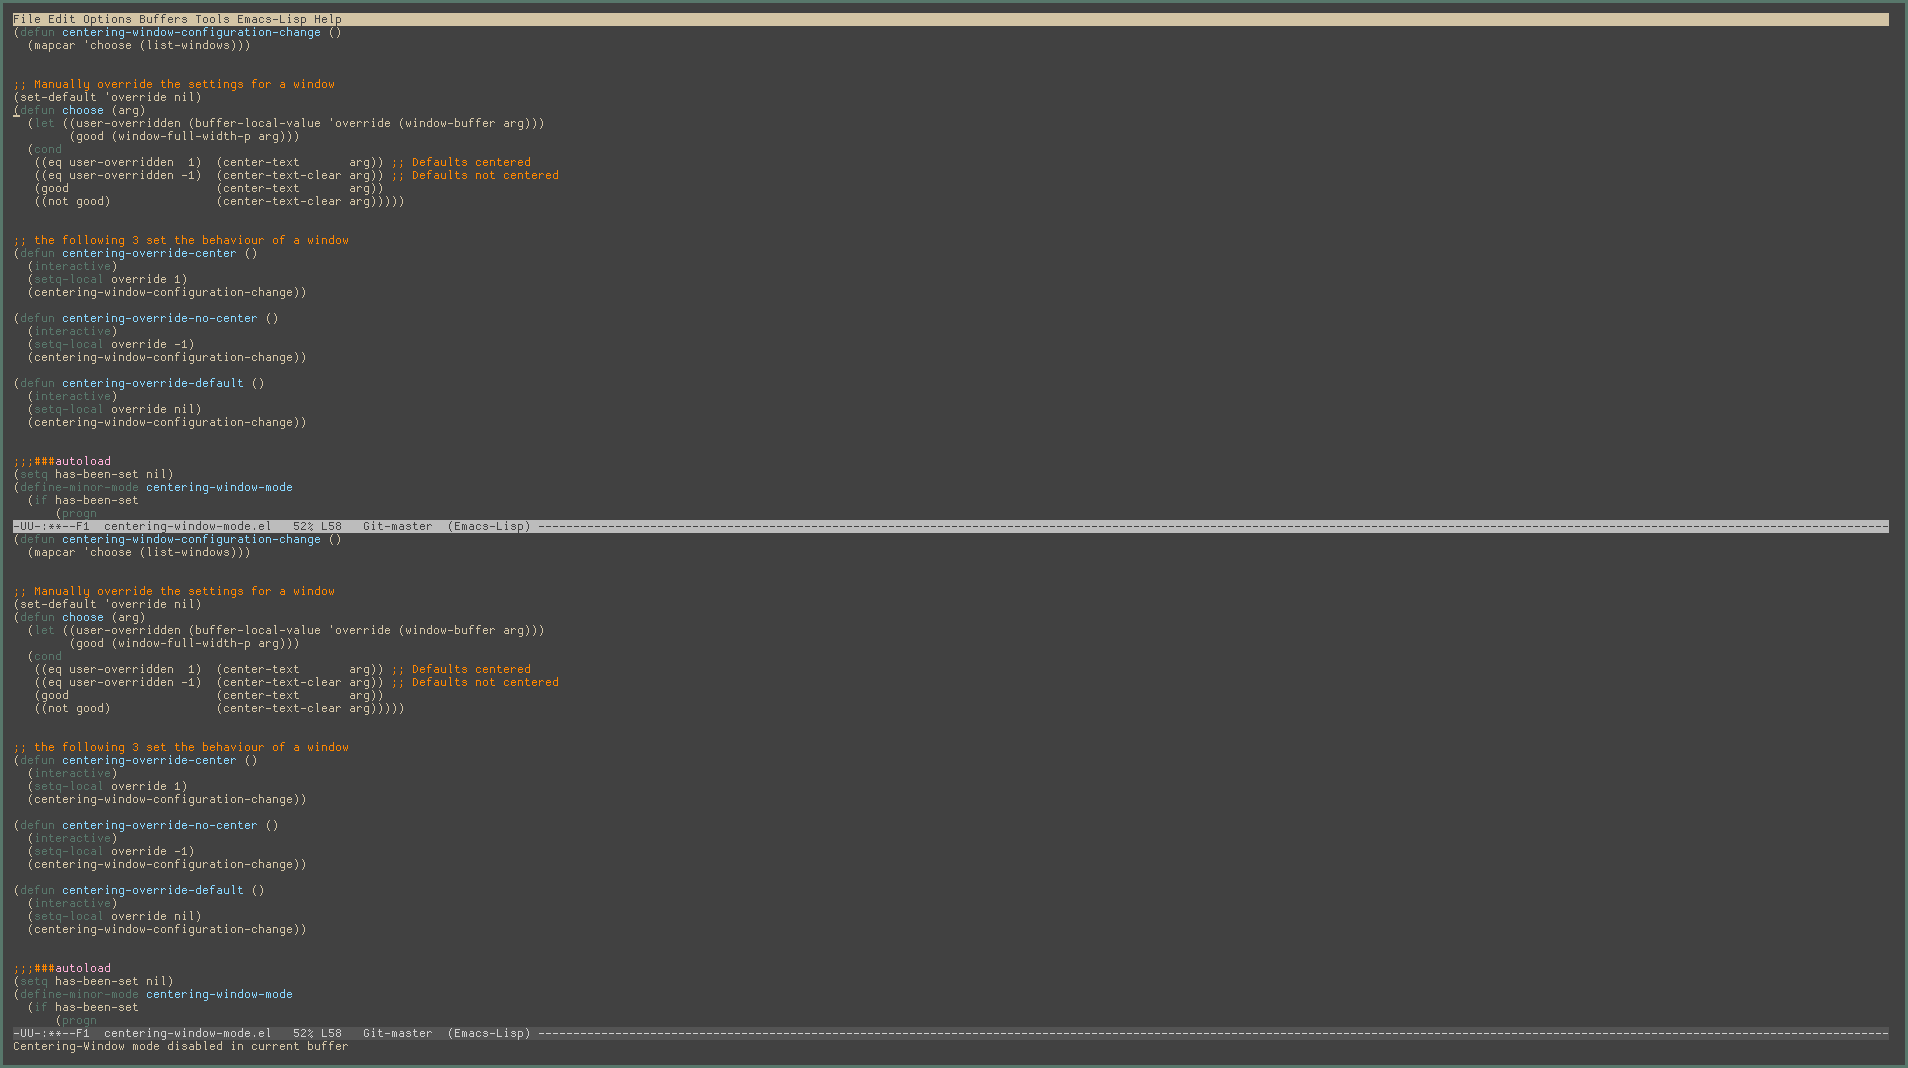 File Edit Options Buffers Tools Emacs-Lisp Help
(defun centering-window-configuration-change ()
  (mapcar 'choose (list-windows)))
;; Manually override the settings for a window
(set-default 'override nil)
(defun choose (arg)
  (let ((user-overridden (buffer-local-value 'override (window-buffer arg)))
        (good (window-full-width-p arg)))
  (cond
   ((eq user-overridden  1)  (center-text       arg)) ;; Defaults centered
   ((eq user-overridden -1)  (center-text-clear arg)) ;; Defaults not centered
   (good                     (center-text       arg))
   ((not good)               (center-text-clear arg)))))
;; the following 3 set the behaviour of a window
(defun centering-override-center ()
  (interactive)
  (setq-local override 1)
  (centering-window-configuration-change))
(defun centering-override-no-center ()
  (interactive)
  (setq-local override -1)
  (centering-window-configuration-change))
(defun centering-override-default ()
  (interactive)
  (setq-local override nil)
  (centering-window-configuration-change))
;;;###autoload
(setq has-been-set nil)
(define-minor-mode centering-window-mode
  (if has-been-set
      (progn
-UU-:**--F1  centering-window-mode.el   52% L58   Git-master  (Emacs-Lisp) ----------
(defun centering-window-configuration-change ()
  (mapcar 'choose (list-windows)))
;; Manually override the settings for a window
(set-default 'override nil)
(defun choose (arg)
  (let ((user-overridden (buffer-local-value 'override (window-buffer arg)))
        (good (window-full-width-p arg)))
  (cond
   ((eq user-overridden  1)  (center-text       arg)) ;; Defaults centered
   ((eq user-overridden -1)  (center-text-clear arg)) ;; Defaults not centered
   (good                     (center-text       arg))
   ((not good)               (center-text-clear arg)))))
;; the following 3 set the behaviour of a window
(defun centering-override-center ()
  (interactive)
  (setq-local override 1)
  (centering-window-configuration-change))
(defun centering-override-no-center ()
  (interactive)
  (setq-local override -1)
  (centering-window-configuration-change))
(defun centering-override-default ()
  (interactive)
  (setq-local override nil)
  (centering-window-configuration-change))
;;;###autoload
(setq has-been-set nil)
(define-minor-mode centering-window-mode
  (if has-been-set
      (progn
-UU-:**--F1  centering-window-mode.el   52% L58   Git-master  (Emacs-Lisp) ----------
Centering-Window mode disabled in current buffer